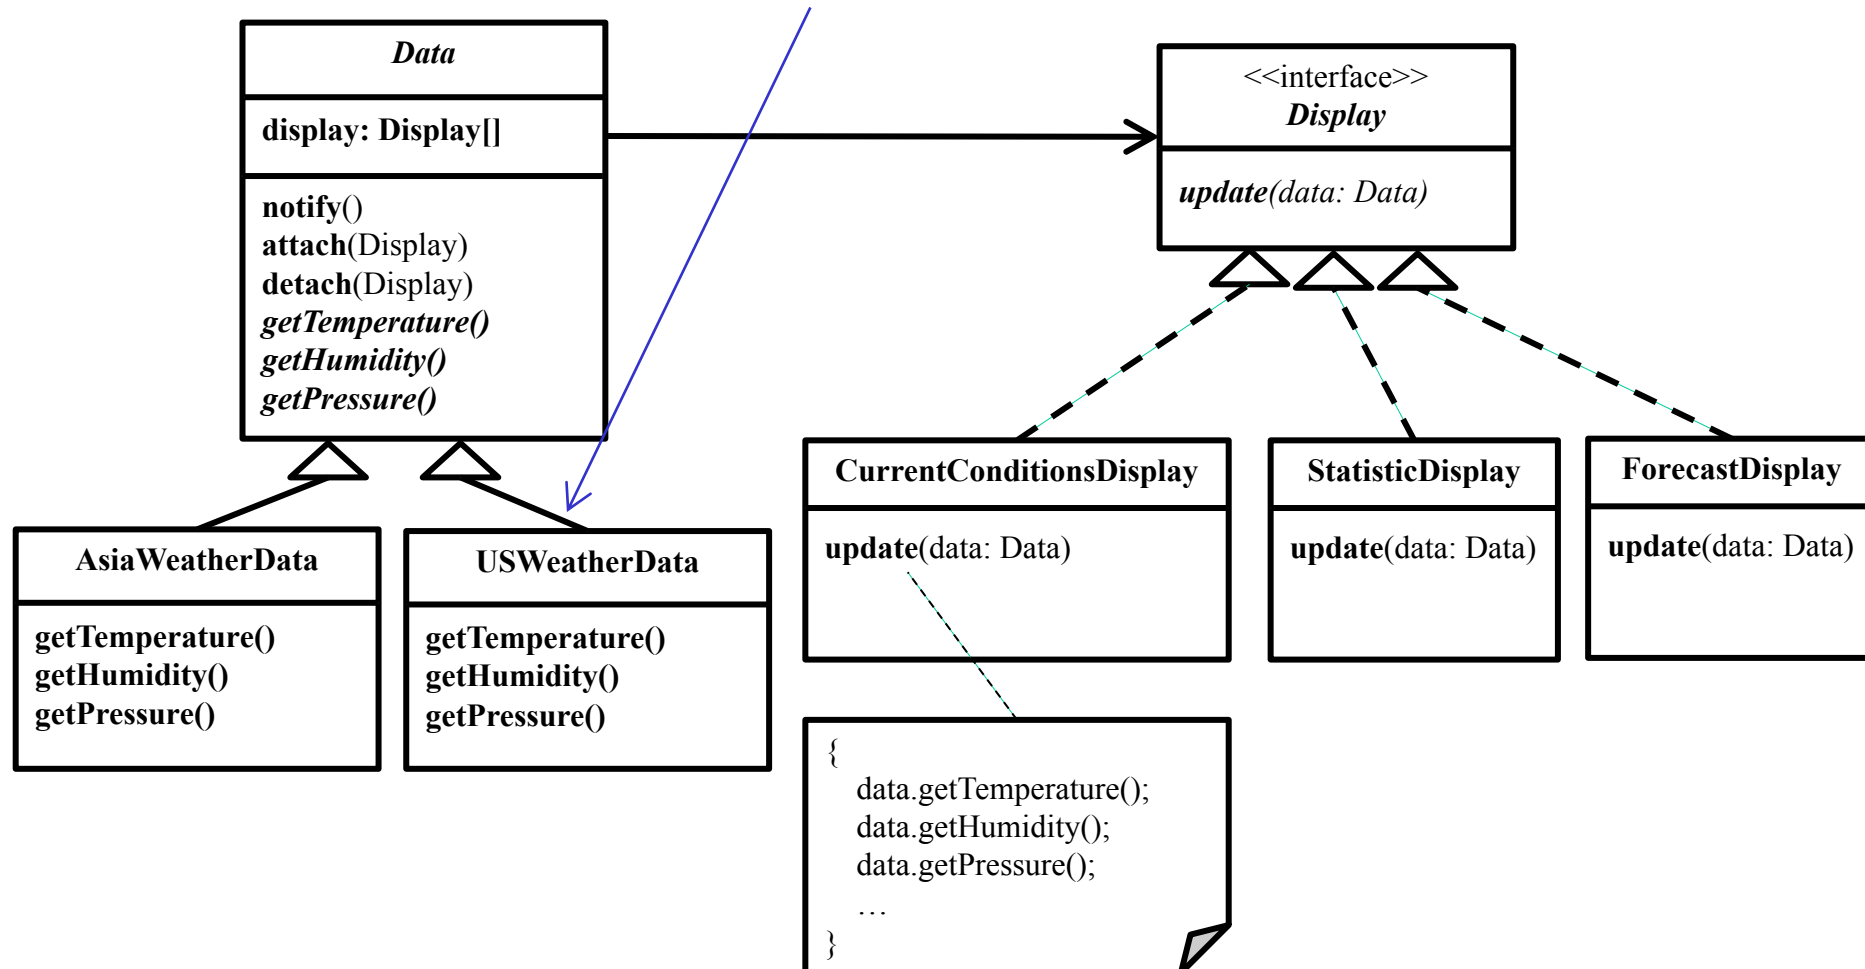 Data
display: Display[]
notify()
attach(Display)
detach(Display)
getTemperature()
getHumidity()
getPressure()
<<interface>>
Display
update(data: Data)
AsiaWeatherData
getTemperature()
getHumidity()
getPressure()
USWeatherData
getTemperature()
getHumidity()
getPressure()
CurrentConditionsDisplay
update(data: Data)
StatisticDisplay
update(data: Data)
ForecastDisplay
update(data: Data)
{
data.getTemperature();
data.getHumidity();
data.getPressure();
…
}